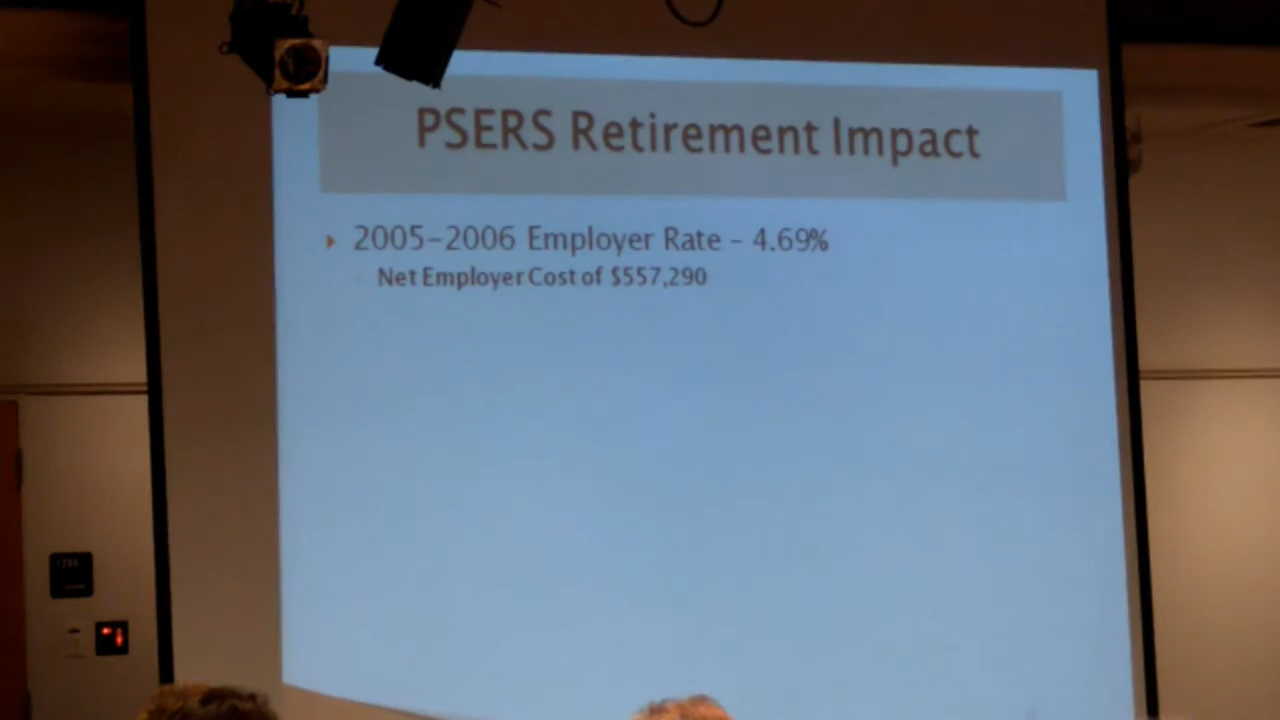 PSERS Retirement Impact
2005-2006 Employer Rate - 4.69%
Net Employer Cost of $557,290